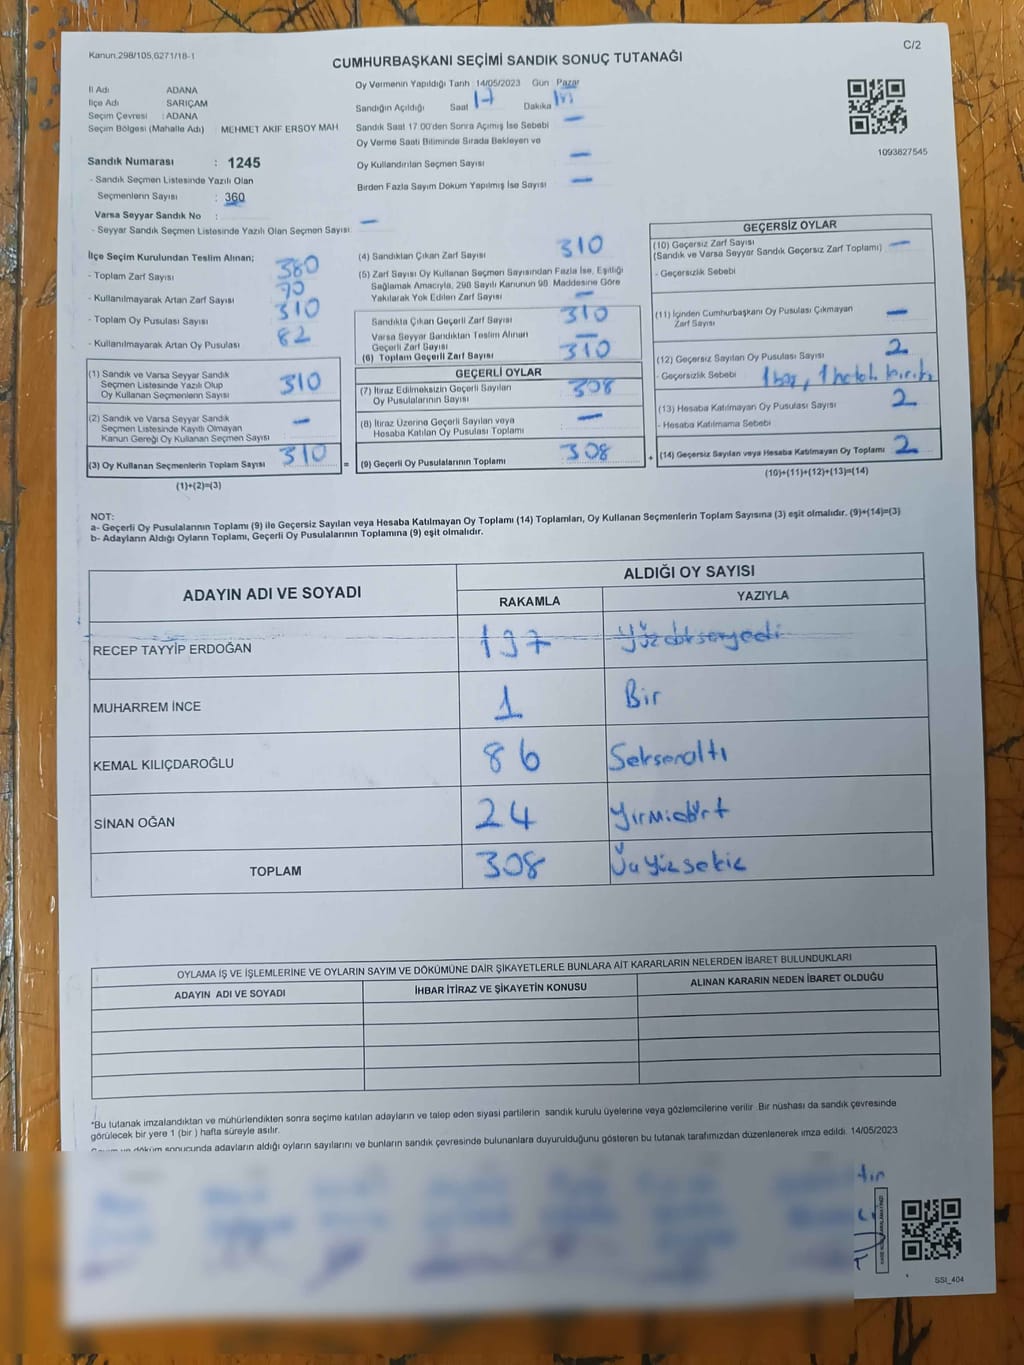 Kanun.298/105,6271/18-1
C/2
CUMHURBAŞKANI SEÇİMİ SANDIK SONUÇ TUTANAĞI
İl Adı ADANA
İlçe Adı SARIÇAM
Seçim Çevresi : ADANA
Seçim Bölgesi (Mahalle Adı) : MEHMET AKİF ERSOY MAH
Sandık Numarası : 1245
- Sandık Seçmen Listesinde Yazılı Olan
Seçmenlerin Sayısı : 360
Varsa Seyyar Sandık No :
- Seyyar Sandık Seçmen Listesinde Yazılı Olan Seçmen Sayısı: —
Oy Vermenin Yapıldığı Tarih 14/05/2023 Gün Pazar
Sandığın Açıldığı Saat 17 Dakika
Sandık Saat 17.00'den Sonra Açımış İse Sebebi —
Oy Verme Saati Bitiminde Sırada Bekleyen ve
Oy Kullandırılan Seçmen Sayısı —
Birden Fazla Sayım Döküm Yapılmış İse Sayısı —
1093827545
İlçe Seçim Kurulundan Teslim Alınan;
- Toplam Zarf Sayısı 380
- Kullanılmayarak Artan Zarf Sayısı 70
- Toplam Oy Pusulası Sayısı 310
- Kullanılmayarak Artan Oy Pusulası 82
(1) Sandık ve Varsa Seyyar Sandık
Seçmen Listesinde Yazılı Olup
Oy Kullanan Seçmenlerin Sayısı 310
(2) Sandık ve Varsa Seyyar Sandık
Seçmen Listesinde Kayıtlı Olmayan
Kanun Gereği Oy Kullanan Seçmen Sayısı —
(3) Oy Kullanan Seçmenlerin Toplam Sayısı 310 =
(1)+(2)=(3)
(4) Sandıktan Çıkan Zarf Sayısı 310
(5) Zarf Sayısı Oy Kullanan Seçmen Sayısından Fazla İse, Eşitliği
Sağlamak Amacıyla, 298 Sayılı Kanunun 98. Maddesine Göre
Yakılarak Yok Edilen Zarf Sayısı —
Sandıkta Çıkan Geçerli Zarf Sayısı 310
Varsa Seyyar Sandıktan Teslim Alınan
Geçerli Zarf Sayısı —
(6) Toplam Geçerli Zarf Sayısı 310
GEÇERLİ OYLAR
(7) İtiraz Edilmeksizin Geçerli Sayılan
Oy Pusulalarının Sayısı 308
(8) İtiraz Üzerine Geçerli Sayılan veya
Hesaba Katılan Oy Pusulası Toplamı —
(9) Geçerli Oy Pusulalarının Toplamı 308 +
GEÇERSİZ OYLAR
(10) Geçersiz Zarf Sayısı —
(Sandık ve Varsa Seyyar Sandık Geçersiz Zarf Toplamı)
- Geçersizlik Sebebi
(11) İçinden Cumhurbaşkanı Oy Pusulası Çıkmayan
Zarf Sayısı —
(12) Geçersiz Sayılan Oy Pusulası Sayısı 2
- Geçersizlik Sebebi 1 boş, 1
(13) Hesaba Katılmayan Oy Pusulası Sayısı 2
- Hesaba Katılmama Sebebi
(14) Geçersiz Sayılan veya Hesaba Katılmayan Oy Toplamı 2
(10)+(11)+(12)+(13)=(14)
NOT:
a- Geçerli Oy Pusulalarının Toplamı (9) ile Geçersiz Sayılan veya Hesaba Katılmayan Oy Toplamı (14) Toplamları, Oy Kullanan Seçmenlerin Toplam Sayısına (3) eşit olmalıdır. (9)+(14)=(3)
b- Adayların Aldığı Oyların Toplamı, Geçerli Oy Pusulalarının Toplamına (9) eşit olmalıdır.
ADAYIN ADI VE SOYADI ALDIĞI OY SAYISI
RAKAMLA YAZIYLA
RECEP TAYYİP ERDOĞAN 197 Yüzdoksanyedi
MUHARREM İNCE 1 Bir
KEMAL KILIÇDAROĞLU 86 Seksenaltı
SİNAN OĞAN 24 Yirmidört
TOPLAM 308 Üçyüzsekiz
OYLAMA İŞ VE İŞLEMLERİNE VE OYLARIN SAYIM VE DÖKÜMÜNE DAİR ŞİKAYETLERLE BUNLARA AİT KARARLARIN NELERDEN İBARET BULUNDUKLARI
ADAYIN ADI VE SOYADI İHBAR İTİRAZ VE ŞİKAYETİN KONUSU ALINAN KARARIN NEDEN İBARET OLDUĞU
*Bu tutanak imzalandıktan ve mühürlendikten sonra seçime katılan adayların ve talep eden siyasi partilerin sandık kurulu üyelerine veya gözlemcilerine verilir. Bir nüshası da sandık çevresinde
görülecek bir yere 1 (bir ) hafta süreyle asılır.
Sayım ve döküm sonucunda adayların aldığı oyların sayılarını ve bunların sandık çevresinde bulunanlara duyurulduğunu gösteren bu tutanak tarafımızdan düzenlenerek imza edildi. 14/05/2023
SSI_404